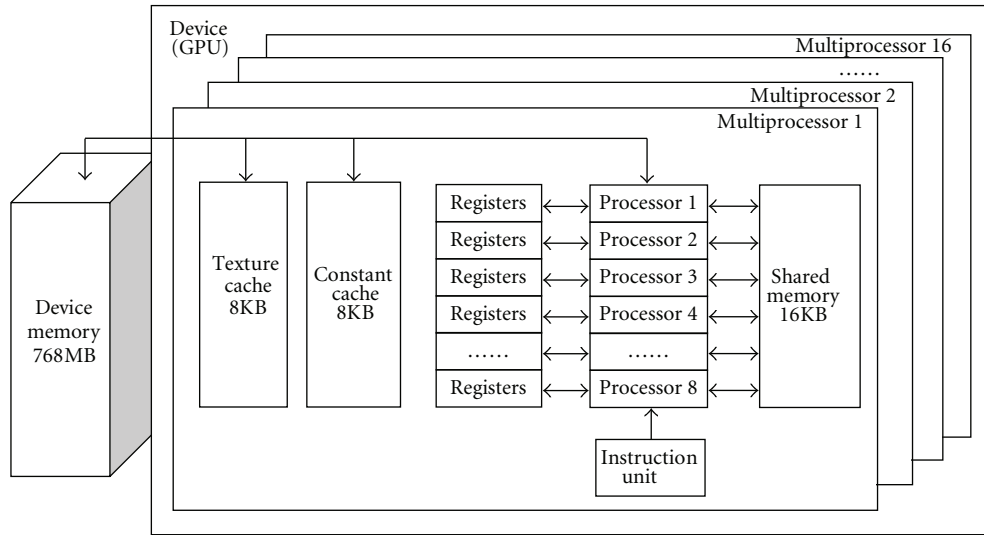 Device
(GPU)
Multiprocessor 16
......
Multiprocessor 2
Multiprocessor 1
Device
memory
768MB
Texture
cache
8KB
Constant
cache
8KB
Registers
Processor 1
Registers
Processor 2
Registers
Processor 3
Registers
Processor 4
......
......
Registers
Processor 8
Shared
memory
16KB
Instruction
unit